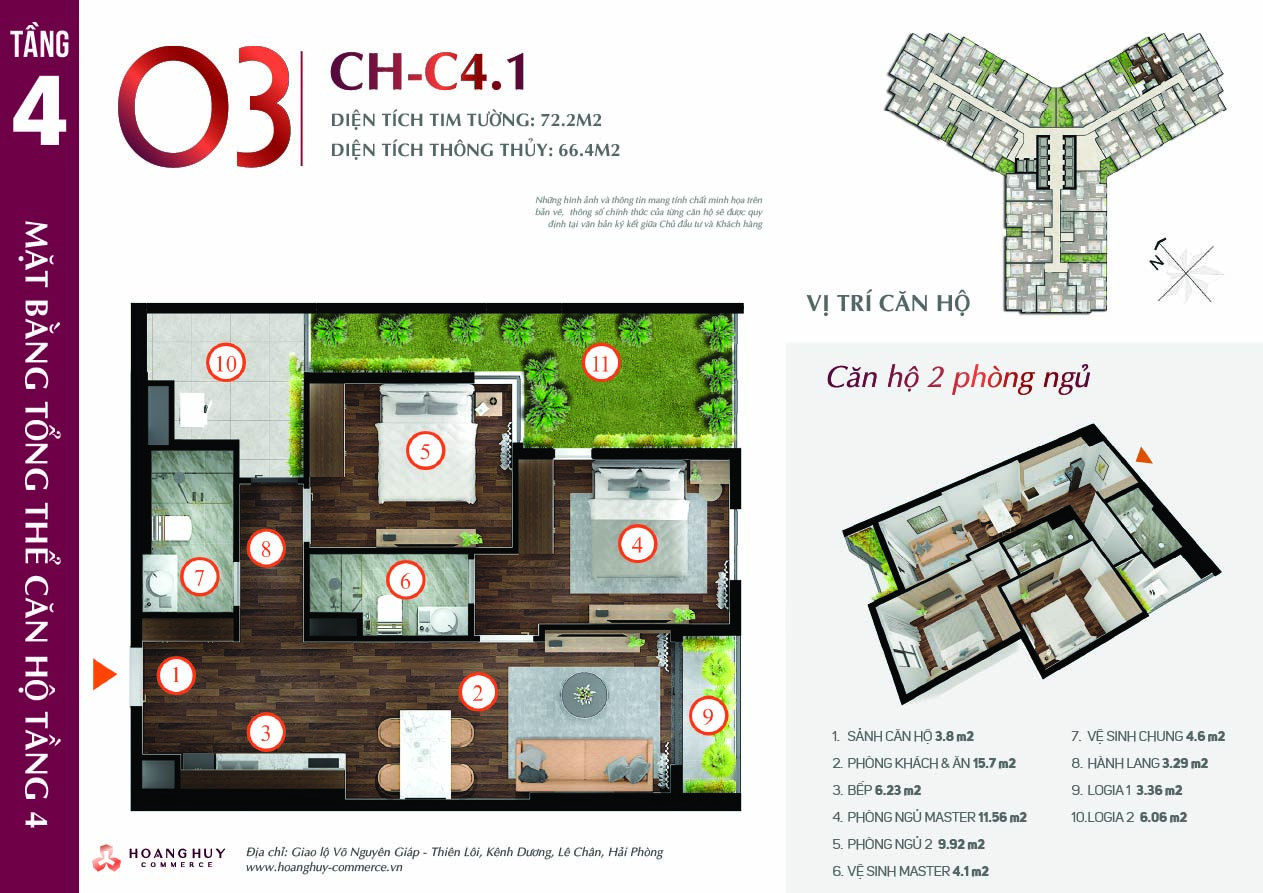 TẦNG
4
MẶT BẰNG TỔNG THỂ CĂN HỘ TẦNG 4
03
CH-C4.1
DIỆN TÍCH TIM TƯỜNG: 72.2M2
DIỆN TÍCH THÔNG THỦY: 66.4M2
Những hình ảnh và thông tin mang tính chất minh họa trên
bản vẽ, thông số chính thức của từng căn hộ sẽ được quy
định tại văn bản ký kết giữa Chủ đầu tư và Khách hàng
N
VỊ TRÍ CĂN HỘ
10
11
5
4
8
7
6
1
2
3
9
Căn hộ 2 phòng ngủ
1. SẢNH CĂN HỘ 3.8 m2
2. PHÒNG KHÁCH & ĂN 15.7 m2
3. BẾP 6.23 m2
4. PHÒNG NGỦ MASTER 11.56 m2
5. PHÒNG NGỦ 2 9.92 m2
6. VỆ SINH MASTER 4.1 m2
7. VỆ SINH CHUNG 4.6 m2
8. HÀNH LANG 3.29 m2
9. LOGIA 1 3.36 m2
10.LOGIA 2 6.06 m2
HOANG HUY
COMMERCE
Địa chỉ: Giao lộ Võ Nguyên Giáp - Thiên Lôi, Kênh Dương, Lê Chân, Hải Phòng
www.hoanghuy-commerce.vn